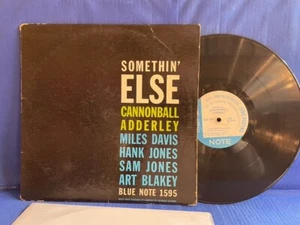 SOMETHIN'
ELSE
CANNONBALL
ADDERLEY
MILES DAVIS
HANK JONES
SAM JONES
ART BLAKEY
BLUE NOTE 1595
NOTE